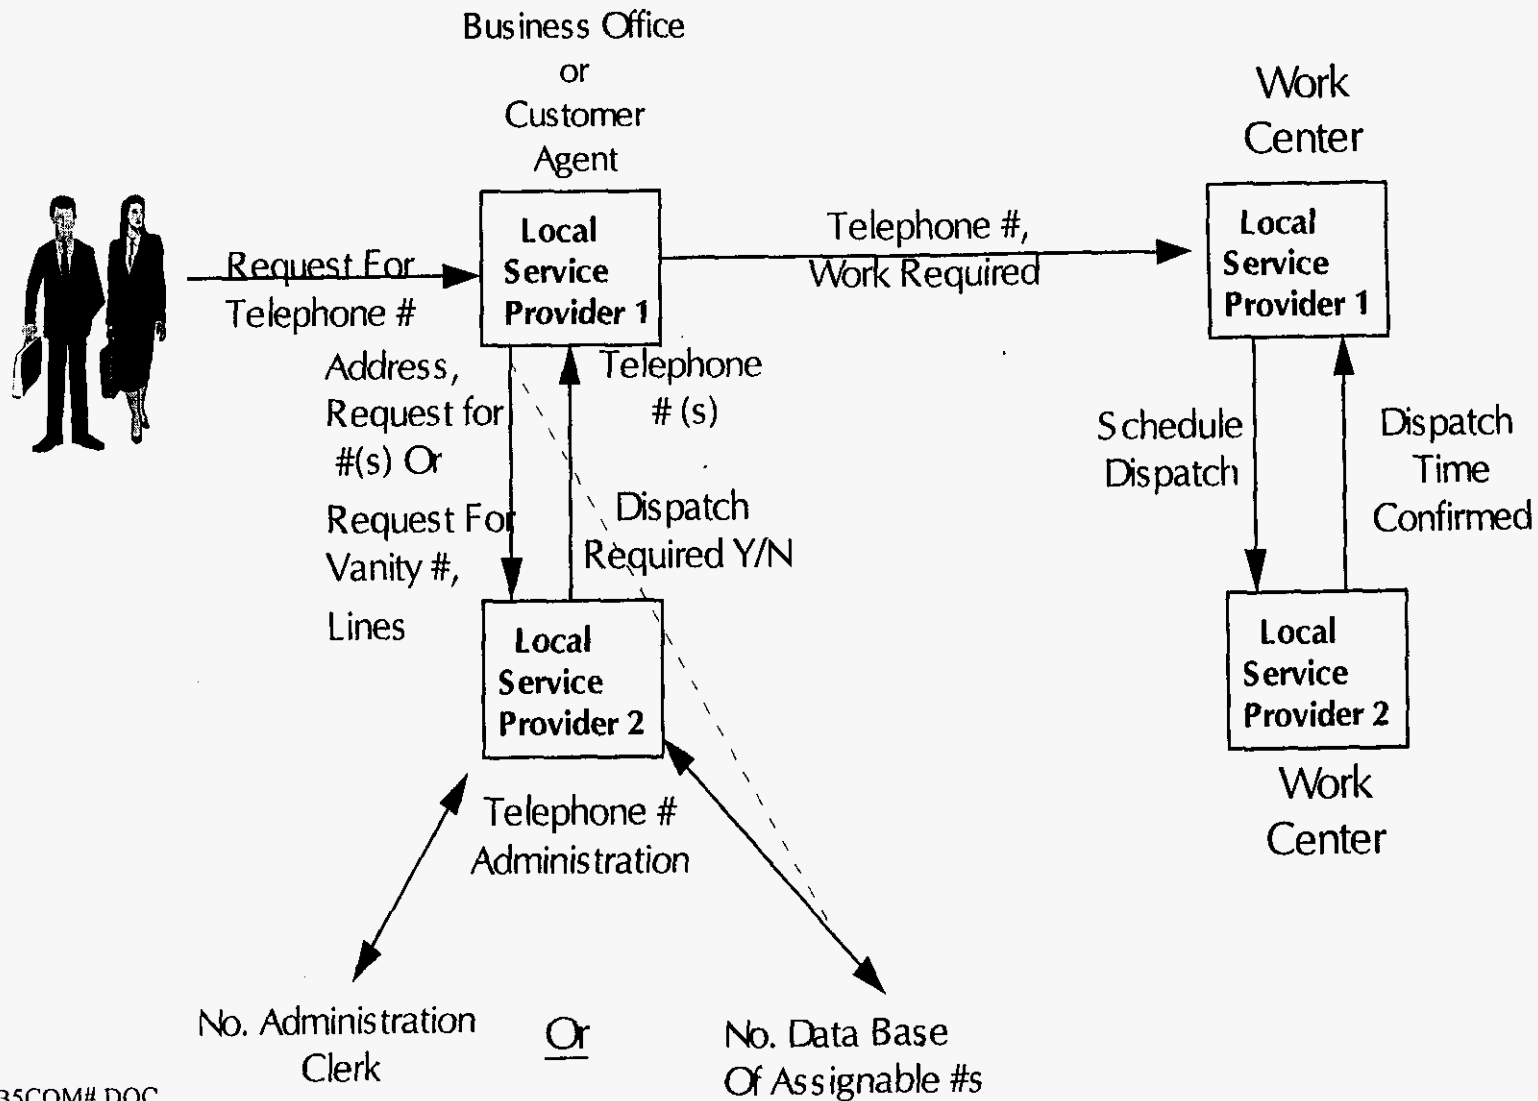 Business Office
or
Customer
Agent
Work
Center
Local
Service
Provider 1
Telephone #,
Work Required
Local
Service
Provider 1
Request For
Telephone #
Address,
Request for
#(s) Or
Request For
Vanity #,
Lines
Telephone
# (s)
Dispatch
Required Y/N
Schedule
Dispatch
Dispatch
Time
Confirmed
Local
Service
Provider 2
Local
Service
Provider 2
Telephone #
Administration
Work
Center
No. Administration
Clerk
Or
No. Data Base
Of Assignable #s
35COM#.DOC